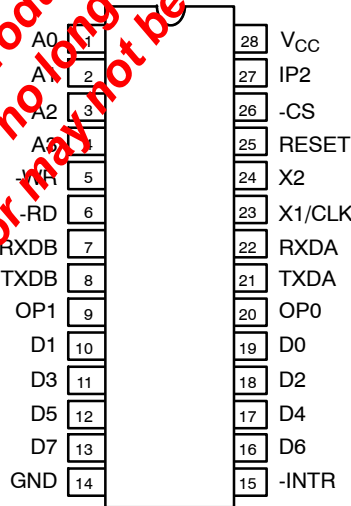 A0 1 28 VCC
A1 2 27 IP2
A2 3 26 -CS
A3 4 25 RESET
-WR 5 24 X2
-RD 6 23 X1/CLK
RXDB 7 22 RXDA
TXDB 8 21 TXDA
OP1 9 20 OP0
D1 10 19 D0
D3 11 18 D2
D5 12 17 D4
D7 13 16 D6
GND 14 15 -INTR
no long
or may not be